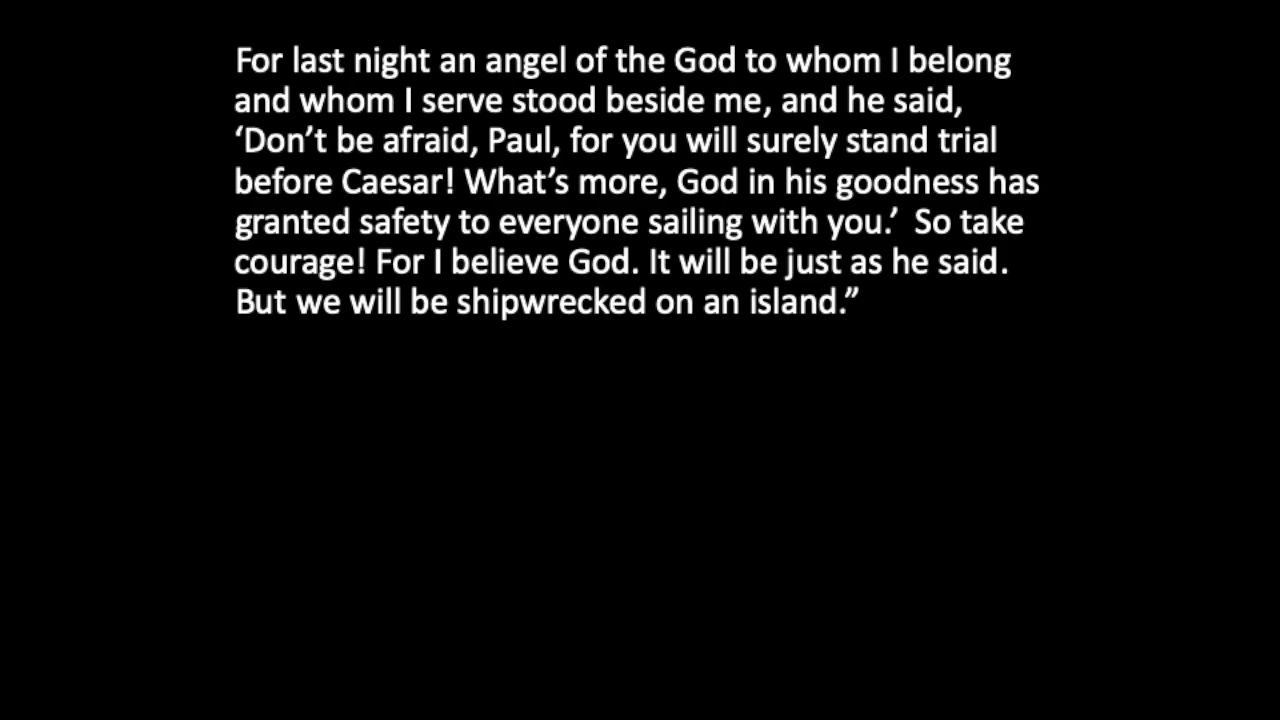 For last night an angel of the God to whom I belong
and whom I serve stood beside me, and he said,
‘Don’t be afraid, Paul, for you will surely stand trial
before Caesar! What’s more, God in his goodness has
granted safety to everyone sailing with you.’  So take
courage! For I believe God. It will be just as he said.
But we will be shipwrecked on an island.”